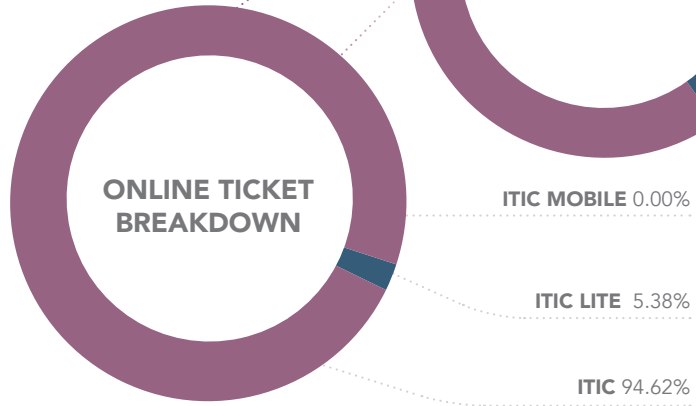 ONLINE TICKET
BREAKDOWN
ITIC MOBILE 0.00%
ITIC LITE 5.38%
ITIC 94.62%